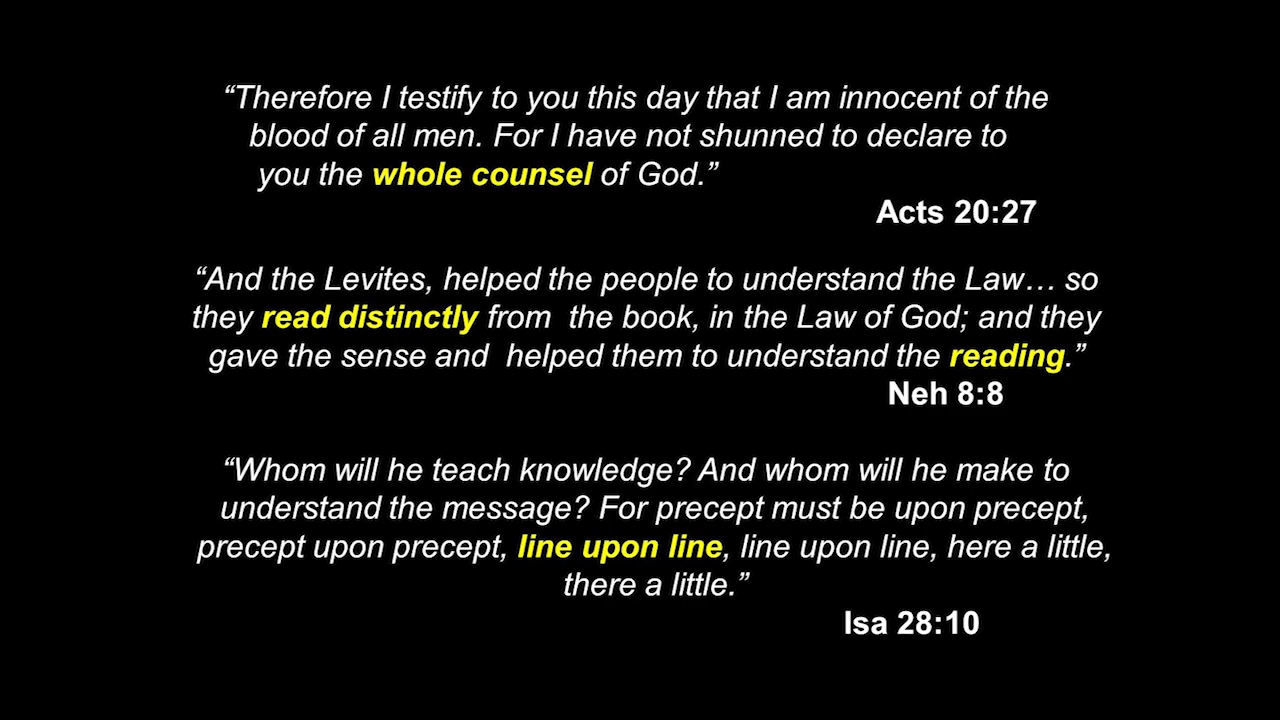 “Therefore I testify to you this day that I am innocent of the
blood of all men. For I have not shunned to declare to
you the whole counsel of God.”
Acts 20:27
“And the Levites, helped the people to understand the Law… so
they read distinctly from  the book, in the Law of God; and they
gave the sense and  helped them to understand the reading.”
Neh 8:8
“Whom will he teach knowledge? And whom will he make to
understand the message? For precept must be upon precept,
precept upon precept, line upon line, line upon line, here a little,
there a little.”
Isa 28:10